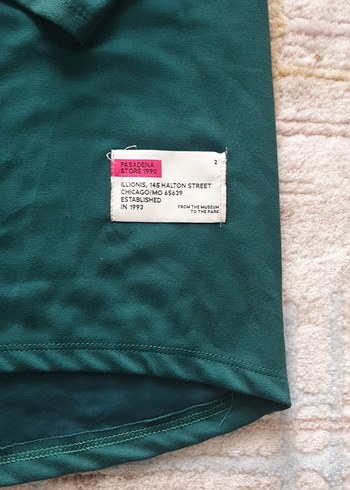 PASADENA 2
STORE 1990
ILLIONIS, 145 HALTON STREET
CHICAGO/MO 65639
ESTABLISHED
IN 1993
FROM THE MUSEUM
TO THE PARK